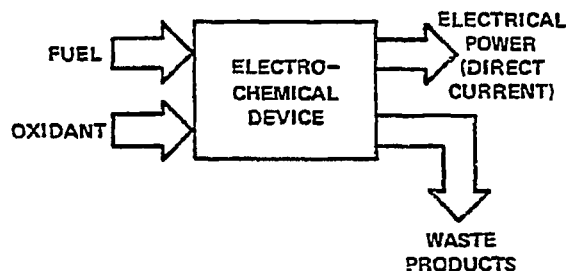 FUEL
OXIDANT
ELECTRO-
CHEMICAL
DEVICE
ELECTRICAL
POWER
(DIRECT
CURRENT)
WASTE
PRODUCTS